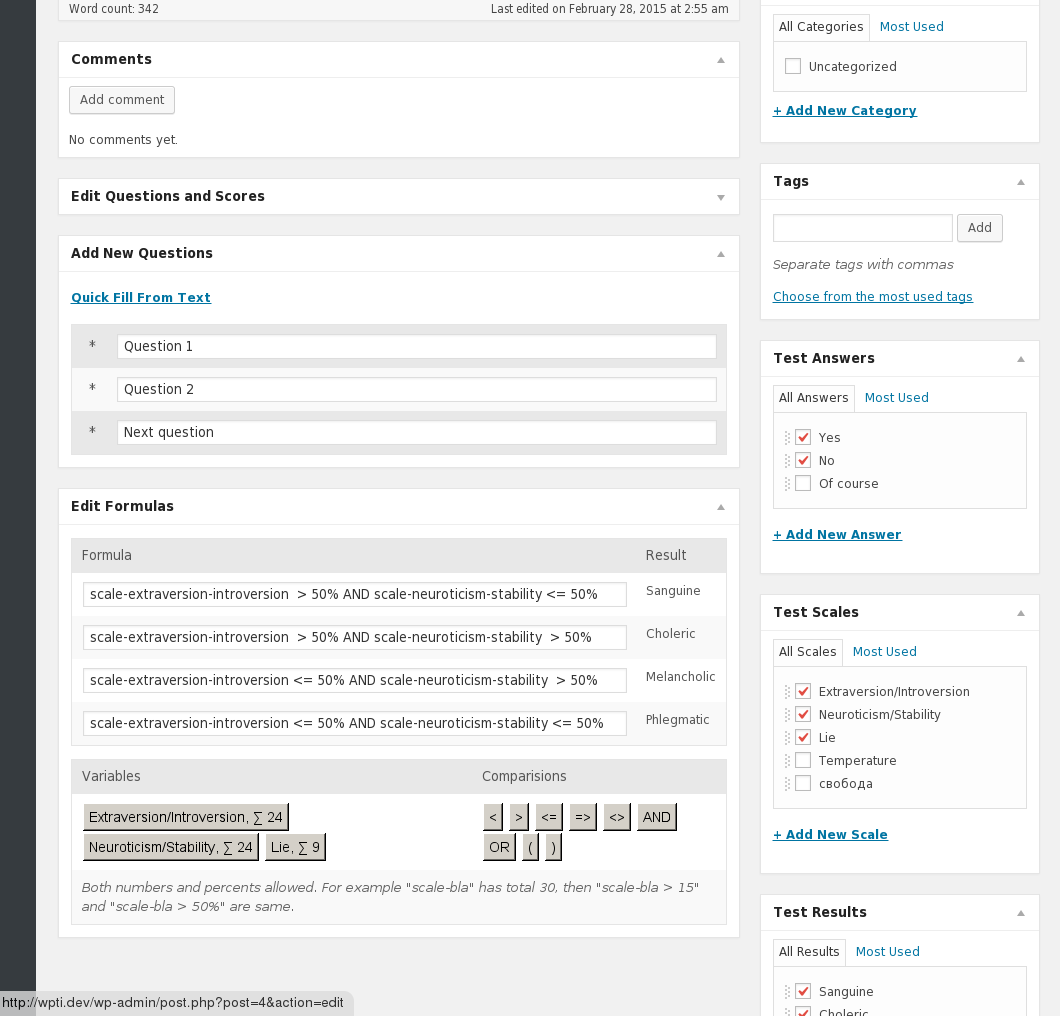 Word count: 342
Last edited on February 28, 2015 at 2:55 am
Comments
Add comment
No comments yet.
Edit Questions and Scores
Add New Questions
Quick Fill From Text
* Question 1
* Question 2
* Next question
Edit Formulas
Formula Result
scale-extraversion-introversion  > 50% AND scale-neuroticism-stability <= 50% Sanguine
scale-extraversion-introversion  > 50% AND scale-neuroticism-stability  > 50% Choleric
scale-extraversion-introversion <= 50% AND scale-neuroticism-stability  > 50% Melancholic
scale-extraversion-introversion <= 50% AND scale-neuroticism-stability <= 50% Phlegmatic
Variables
Extraversion/Introversion, ∑ 24
Neuroticism/Stability, ∑ 24 Lie, ∑ 9
Comparisions
< > <= => <> AND
OR ( )
Both numbers and percents allowed. For example "scale-bla" has total 30, then "scale-bla > 15"
and "scale-bla > 50%" are same.
All Categories Most Used
Uncategorized
+ Add New Category
Tags
Add
Separate tags with commas
Choose from the most used tags
Test Answers
All Answers Most Used
Yes
No
Of course
+ Add New Answer
Test Scales
All Scales Most Used
Extraversion/Introversion
Neuroticism/Stability
Lie
Temperature
свобода
+ Add New Scale
Test Results
All Results Most Used
Sanguine
Choleric
http://wpti.dev/wp-admin/post.php?post=4&action=edit